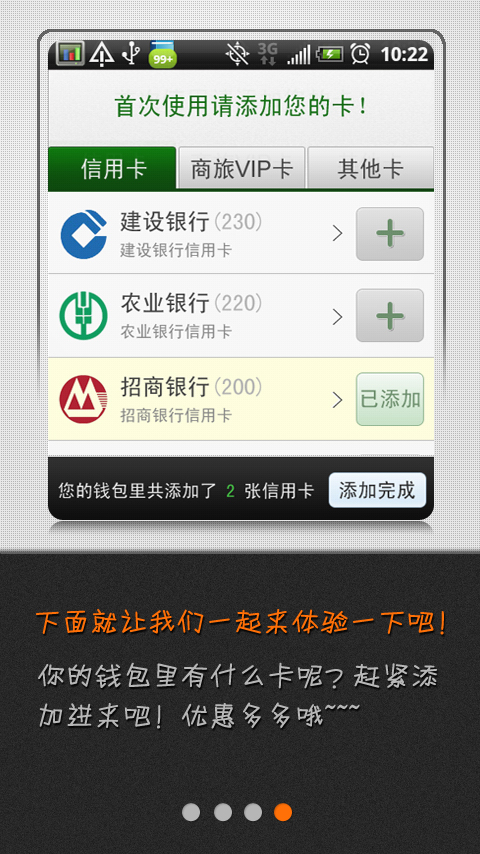 99+
3G
10:22
首次使用请添加您的卡！
信用卡
商旅VIP卡
其他卡
建设银行(230)
建设银行信用卡
农业银行(220)
农业银行信用卡
招商银行(200)
招商银行信用卡
已添加
您的钱包里共添加了 2 张信用卡
添加完成
下面就让我们一起来体验一下吧！
你的钱包里有什么卡呢？赶紧添
加进来吧！优惠多多哦~~~